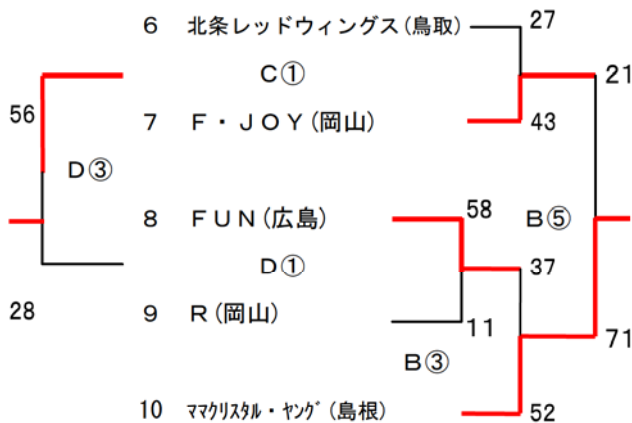 6 北条レッドウィングス(鳥取) 27
C① 21
56 7 F・JOY(岡山) 43
D③
8 FUN(広島) 58 B⑤
D① 37
28 9 R(岡山) 11 71
B③
10 ママクリスタル・ヤング(島根) 52